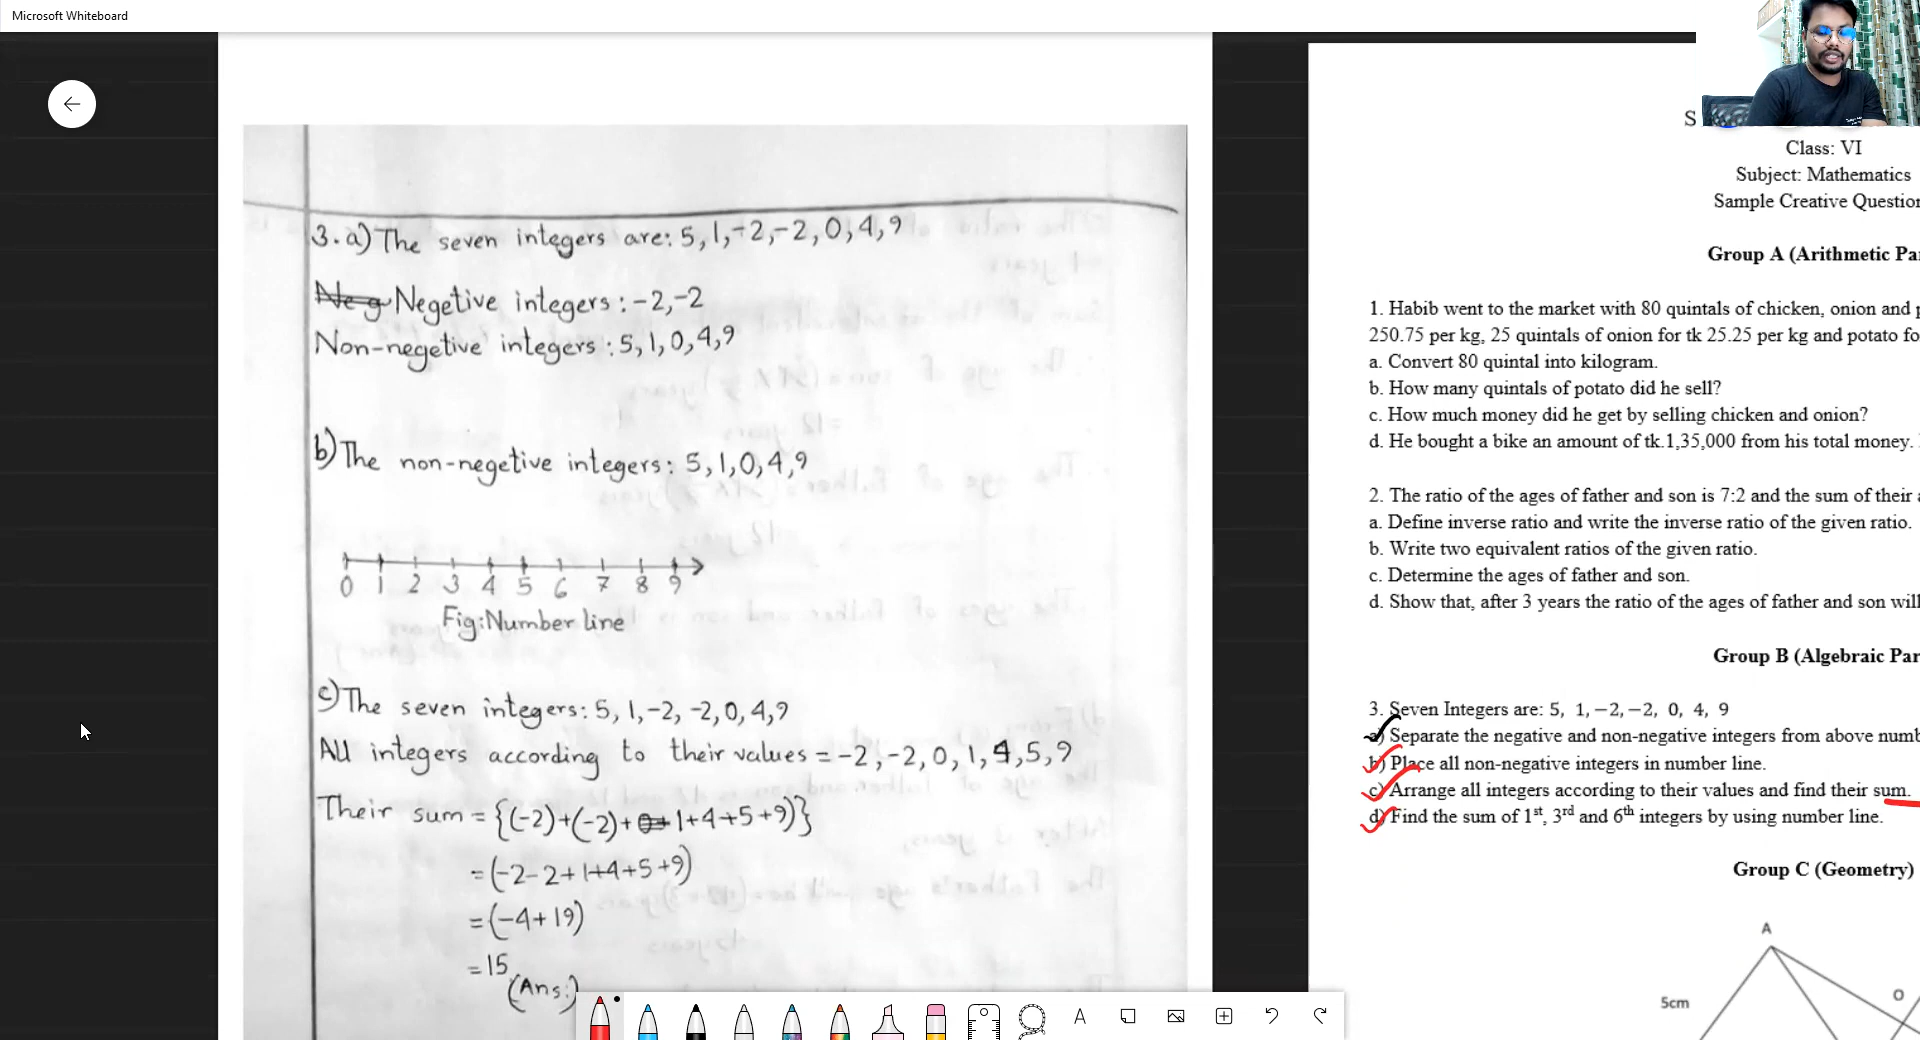 Microsoft Whiteboard
3. a) The seven integers are: 5, 1, -2, -2, 0, 4, 9
Negetive integers : -2, -2
Non-negetive integers : 5, 1, 0, 4, 9
b) The non-negetive integers: 5, 1, 0, 4, 9
0 1 2 3 4 5 6 7 8 9
Fig: Number line
c) The seven integers: 5, 1, -2, -2, 0, 4, 9
All integers according to their values = -2, -2, 0, 1, 4, 5, 9
Their sum = {(-2)+(-2)+ 1+4+5+9)}
= (-2-2+1+4+5+9)
= (-4+19)
= 15
(Ans:)
S
Class: VI
Subject: Mathematics
Sample Creative Question
Group A (Arithmetic Pa
1. Habib went to the market with 80 quintals of chicken, onion and p
250.75 per kg, 25 quintals of onion for tk 25.25 per kg and potato fo
a. Convert 80 quintal into kilogram.
b. How many quintals of potato did he sell?
c. How much money did he get by selling chicken and onion?
d. He bought a bike an amount of tk.1,35,000 from his total money.
2. The ratio of the ages of father and son is 7:2 and the sum of their a
a. Define inverse ratio and write the inverse ratio of the given ratio.
b. Write two equivalent ratios of the given ratio.
c. Determine the ages of father and son.
d. Show that, after 3 years the ratio of the ages of father and son will
Group B (Algebraic Par
3. Seven Integers are: 5, 1, −2, −2, 0, 4, 9
a) Separate the negative and non-negative integers from above numb
b) Place all non-negative integers in number line.
c) Arrange all integers according to their values and find their sum.
d) Find the sum of 1st, 3rd and 6th integers by using number line.
Group C (Geometry)
A
5cm
O